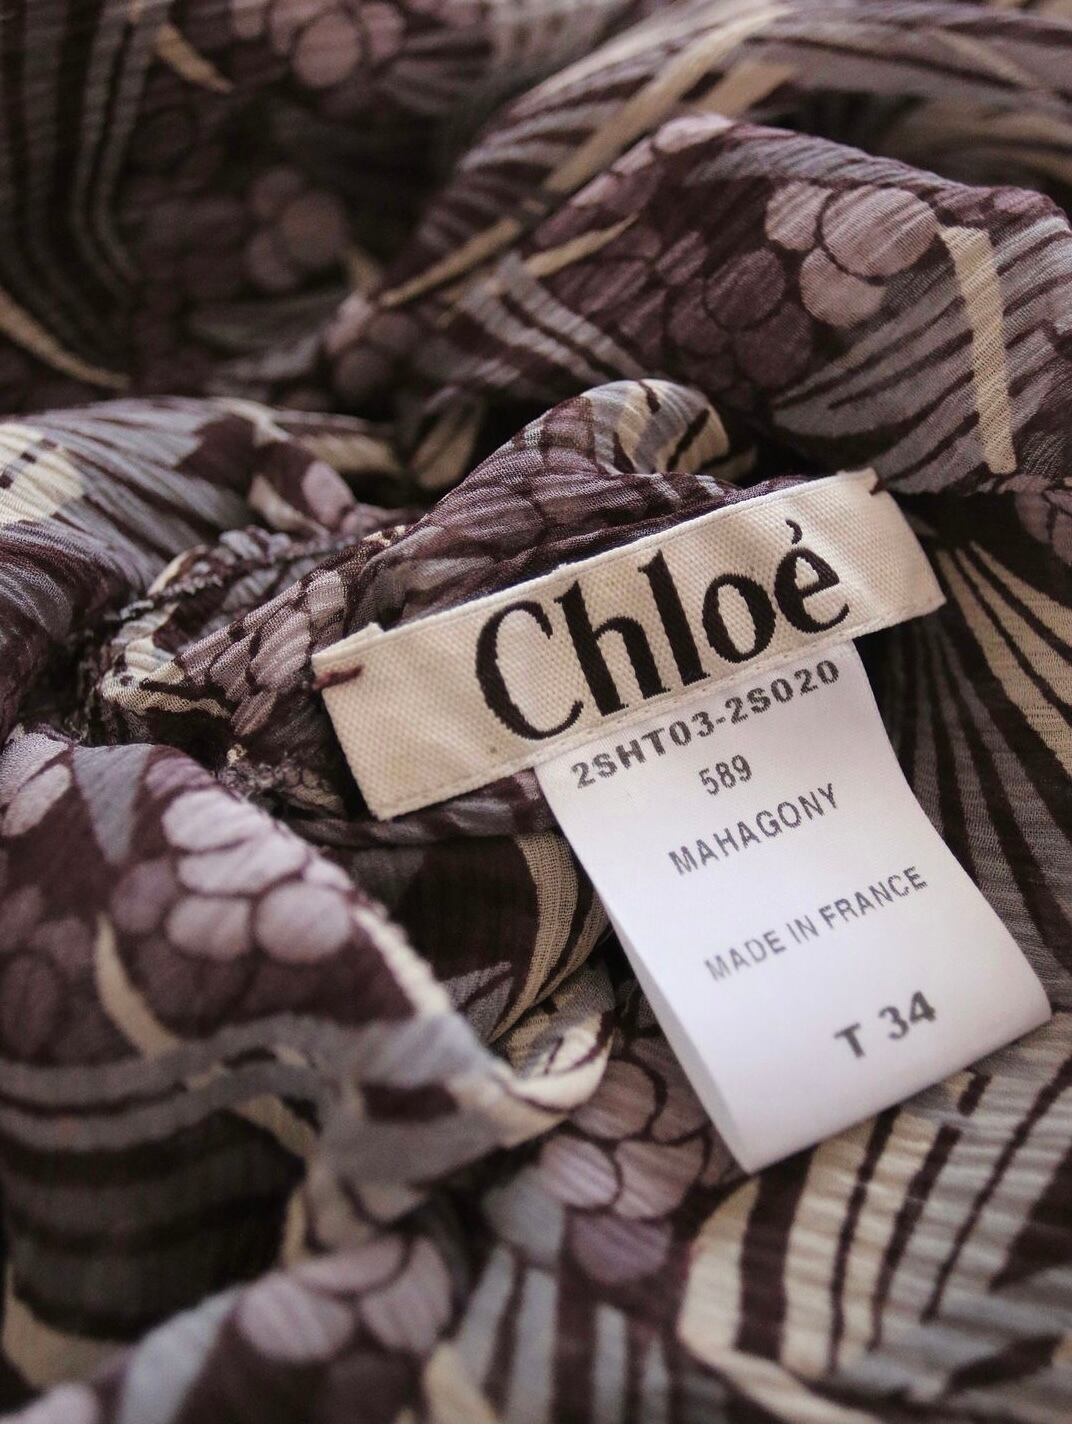 Chloé
2SHT03-2S020
589
MAHAGONY
MADE IN FRANCE
T 34